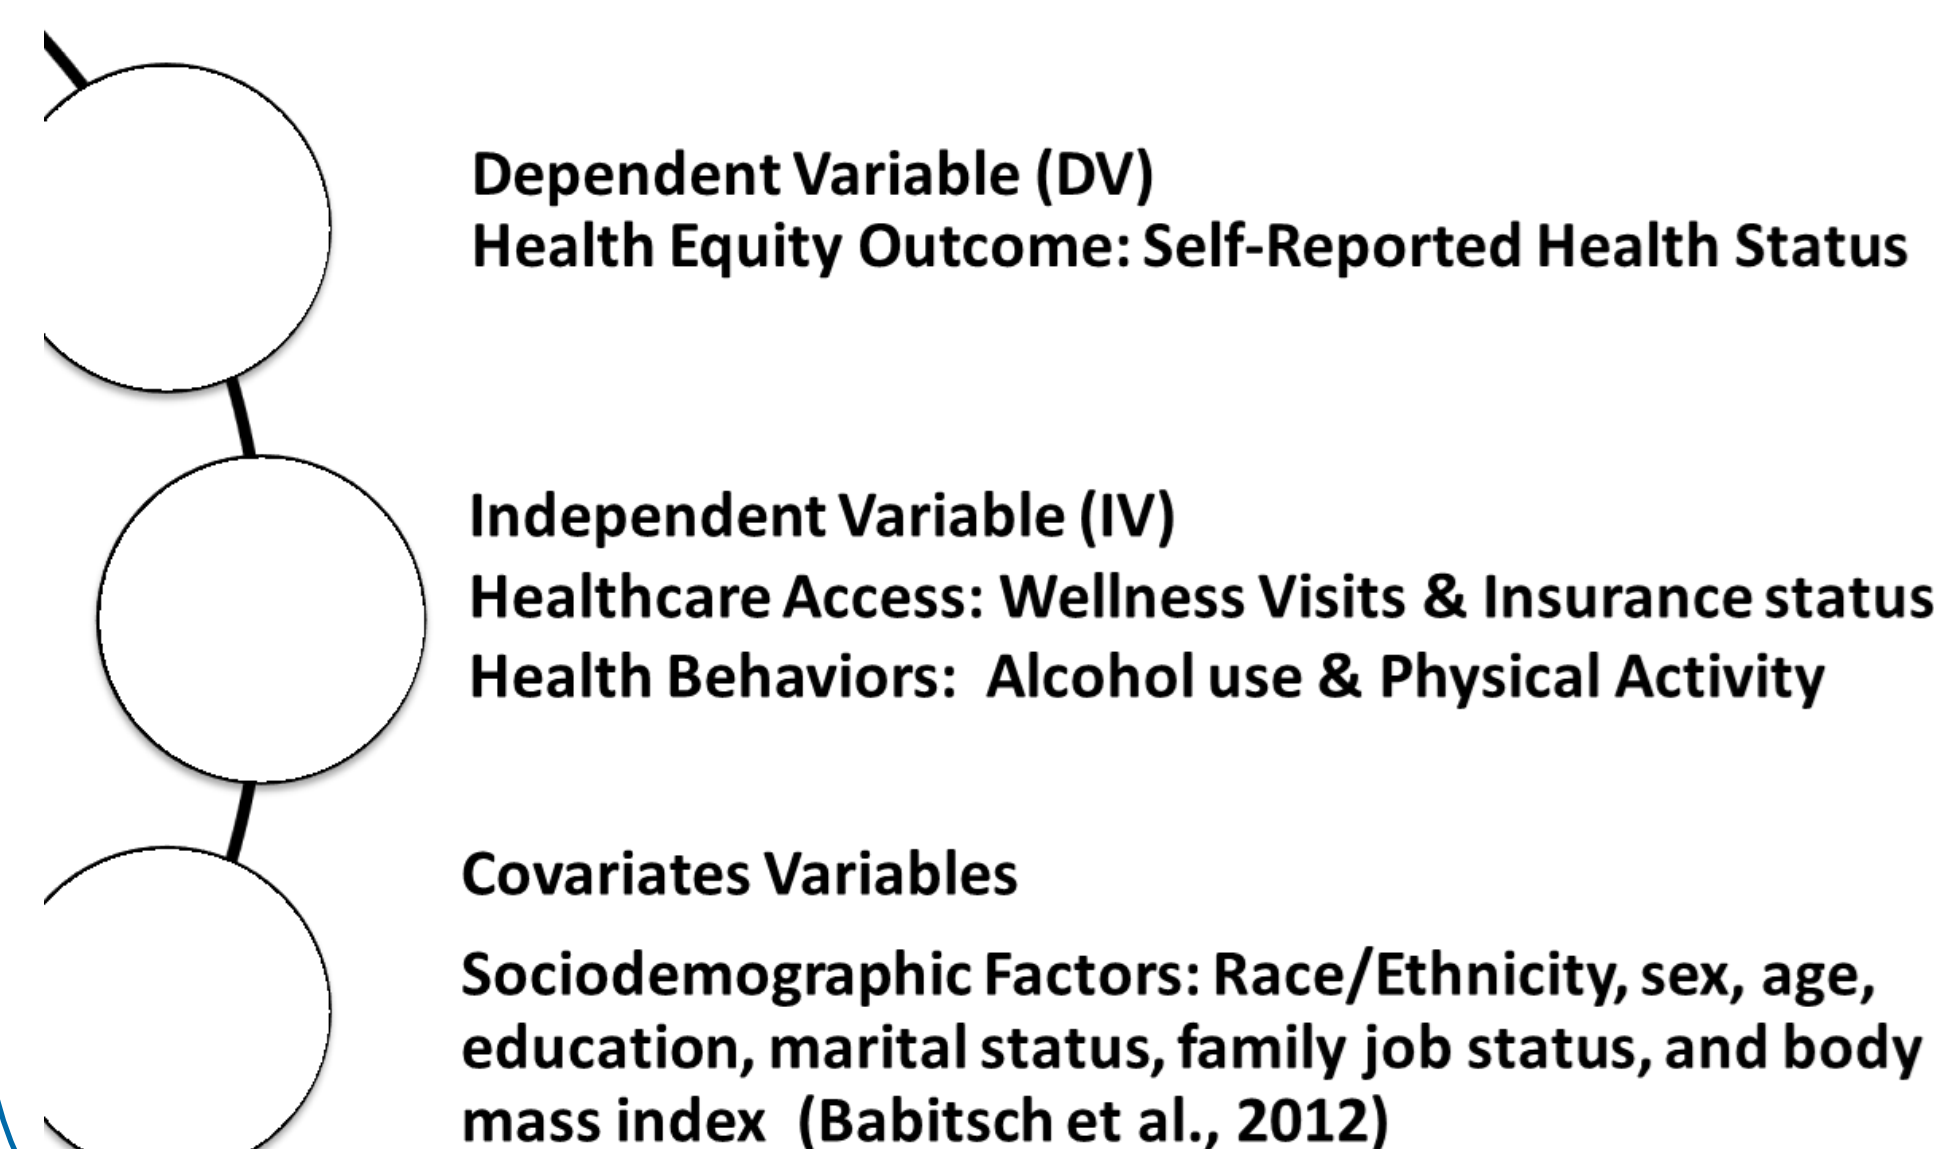 Dependent Variable (DV)
Health Equity Outcome: Self-Reported Health Status
Independent Variable (IV)
Healthcare Access: Wellness Visits & Insurance status
Health Behaviors:  Alcohol use & Physical Activity
Covariates Variables
Sociodemographic Factors: Race/Ethnicity, sex, age,
education, marital status, family job status, and body
mass index  (Babitsch et al., 2012)